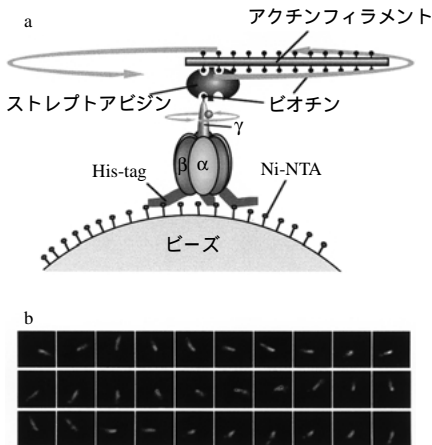 a
アクチンフィラメント
ストレプトアビジン
ビオチン
γ
β
α
His-tag
Ni-NTA
ビーズ
b